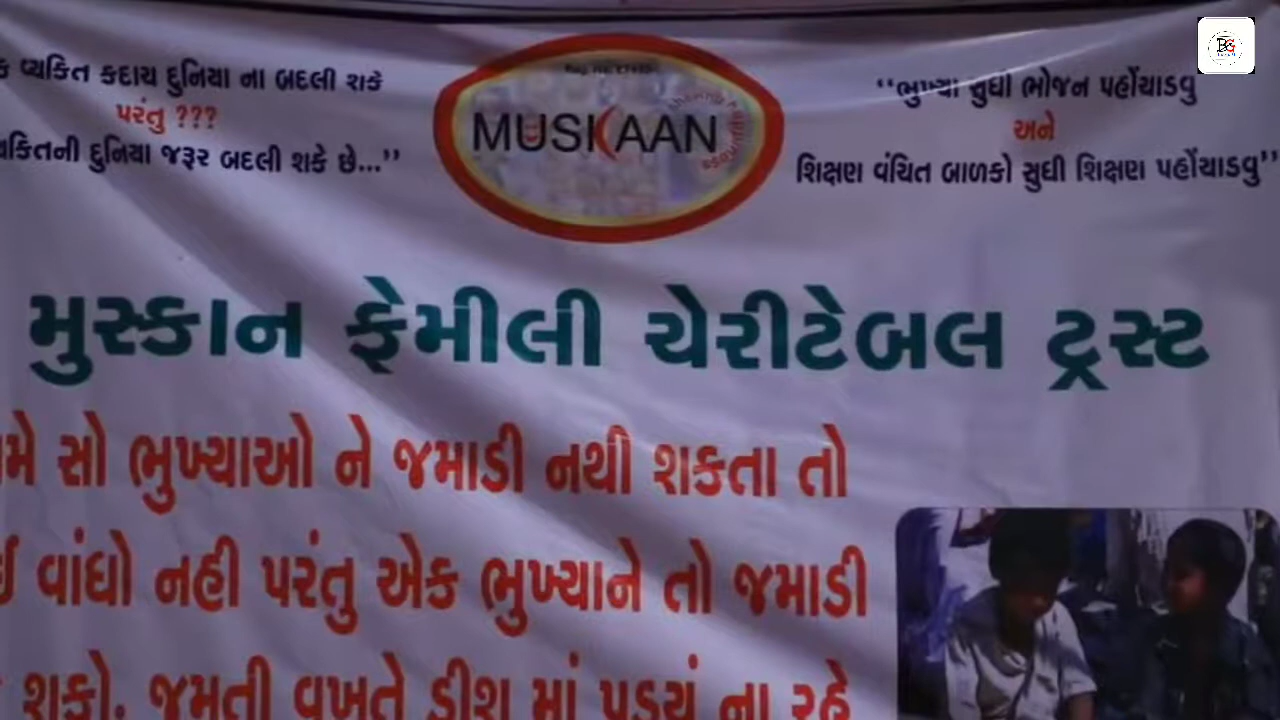 વ્યકિત કદાચ દુનિયા ના બદલી શકે
પરંતુ ???
દુનિયા જરૂર બદલી શકે છે...’’
MUSKAAN
‘‘ભુખ્યા સુધી ભોજન પહોંચાડવુ
અને
શિક્ષણ વંચિત બાળકો સુધી શિક્ષણ પહોંચાડવુ’’
મુસ્કાન ફેમીલી ચેરીટેબલ ટ્રસ્ટ
સો ભુખ્યાઓ ને જમાડી નથી શકતા તો
વાંધો નહી પરંતુ એક ભુખ્યાને તો જમાડી
શકો. જમતી વખતે ડીશ માં પડયું ના રહે